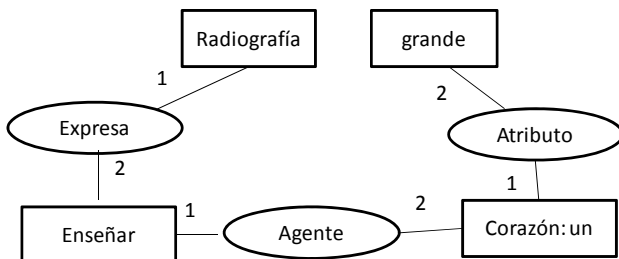 Radiografía
grande
1
2
Expresa
Atributo
2
1
Enseñar
1
Agente
2
Corazón: un